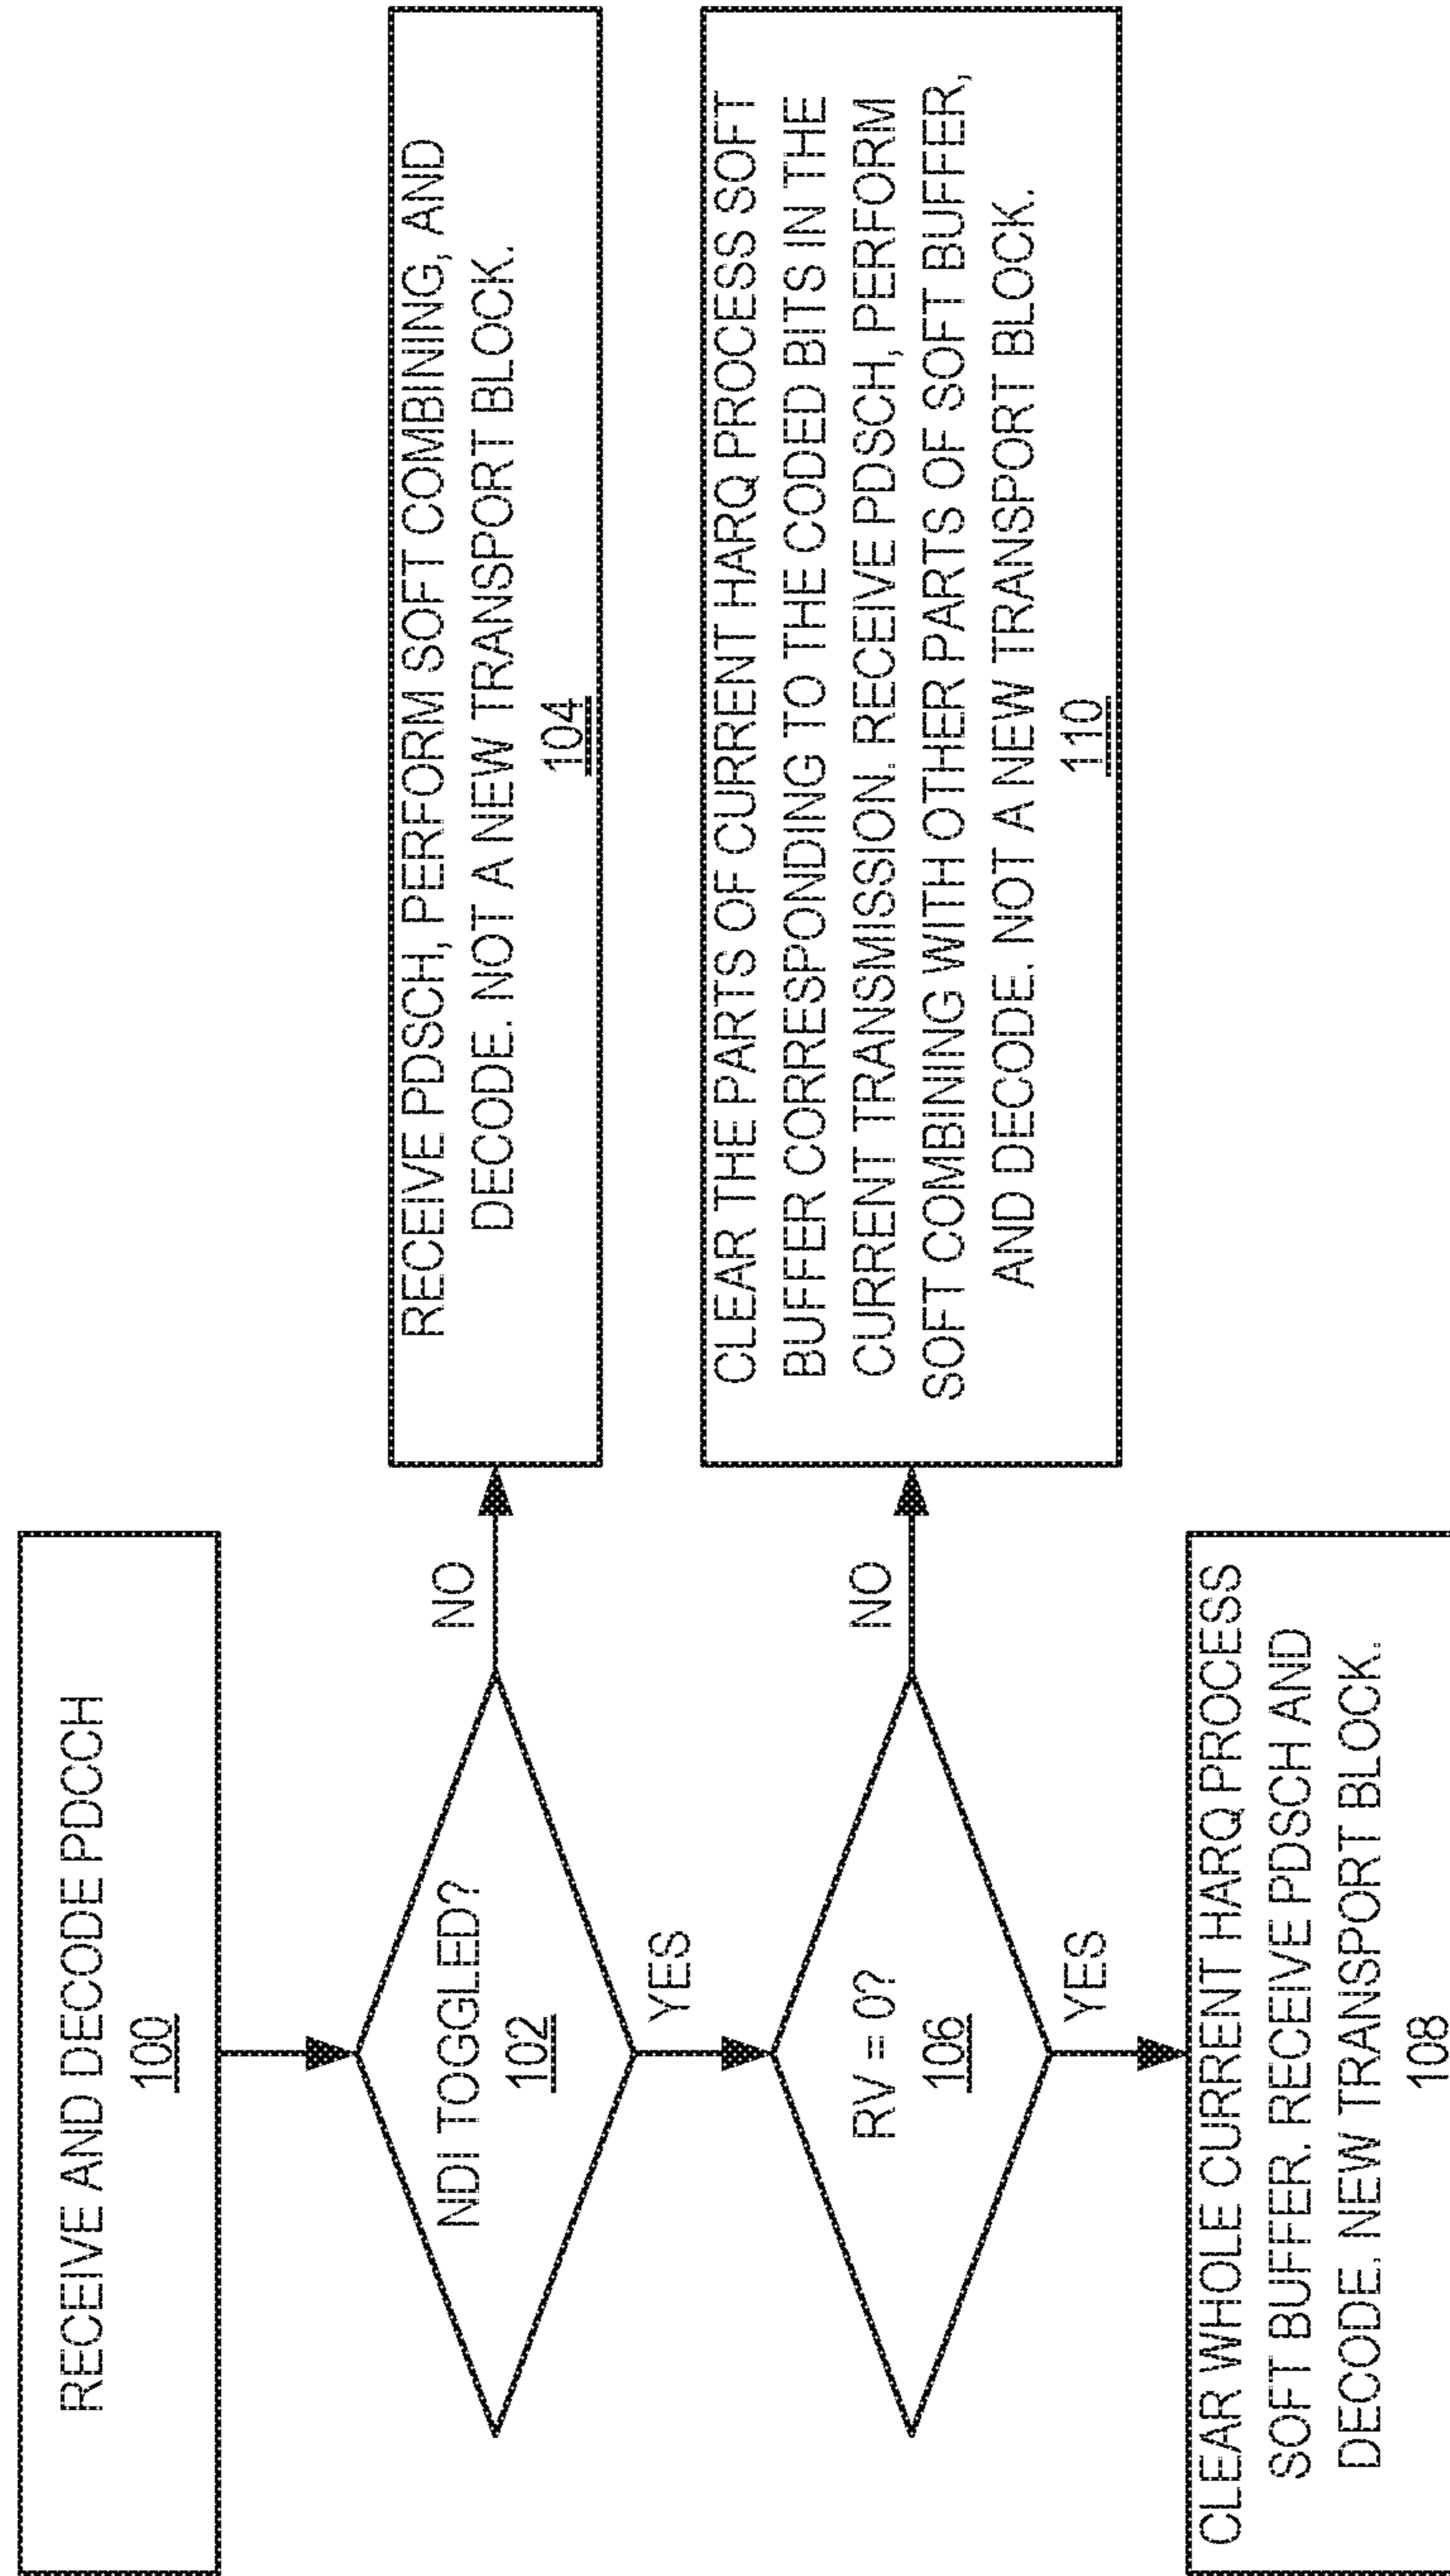 RECEIVE AND DECODE PDCCH
100
NDI TOGGLED?
102
NO
RECEIVE PDSCH, PERFORM SOFT COMBINING, AND
DECODE. NOT A NEW TRANSPORT BLOCK.
104
YES
RV = 0?
106
NO
CLEAR THE PARTS OF CURRENT HARQ PROCESS SOFT
BUFFER CORRESPONDING TO THE CODED BITS IN THE
CURRENT TRANSMISSION. RECEIVE PDSCH, PERFORM
SOFT COMBINING WITH OTHER PARTS OF SOFT BUFFER,
AND DECODE. NOT A NEW TRANSPORT BLOCK.
110
YES
CLEAR WHOLE CURRENT HARQ PROCESS
SOFT BUFFER. RECEIVE PDSCH AND
DECODE. NEW TRANSPORT BLOCK.
108